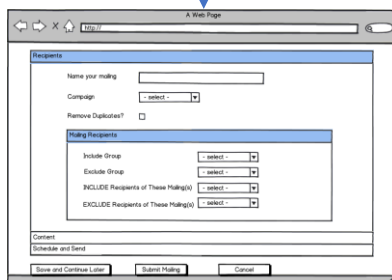 A Web Page
http://
Recipients
Name your mailing
Campaign - select -
Remove Duplicates?
Mailing Recipients
Include Group - select -
Exclude Group - select -
INCLUDE Recipients of These Mailing(s) - select -
EXCLUDE Recipients of These Mailing(s) - select -
Content
Schedule and Send
Save and Continue Later Submit Mailing Cancel